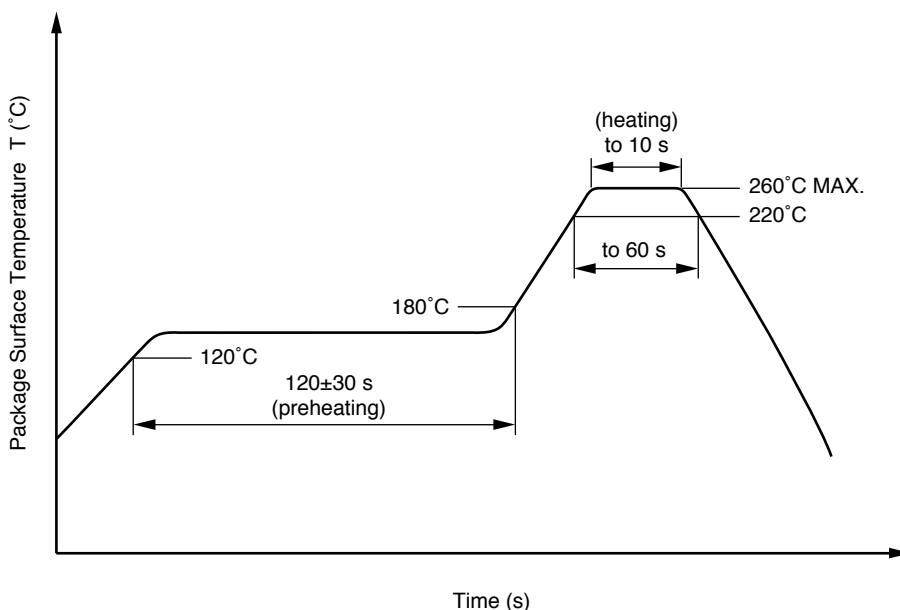 Package Surface Temperature T (˚C)
(heating)
to 10 s
260˚C MAX.
220˚C
to 60 s
180˚C
120˚C
120±30 s
(preheating)
Time (s)